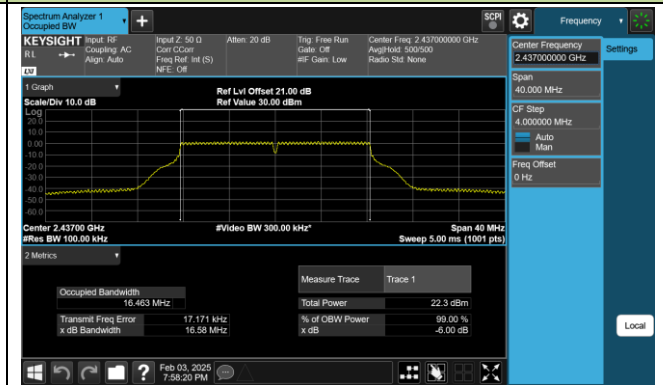 Spectrum Analyzer 1
Occupied BW
SCPI
Frequency
KEYSIGHT
RL
LXI
Input: RF
Coupling: AC
Align: Auto
Input Z: 50 Ω
Corr CCorr
Freq Ref: Int (S)
NFE: Off
Atten: 20 dB
Trig: Free Run
Gate: Off
#IF Gain: Low
Center Freq: 2.437000000 GHz
Avg|Hold: 500/500
Radio Std: None
Center Frequency
2.437000000 GHz
Settings
Span
40.000 MHz
CF Step
4.000000 MHz
Auto
Man
Freq Offset
0 Hz
Local
1 Graph
Scale/Div 10.0 dB
Ref Lvl Offset 21.00 dB
Ref Value 30.00 dBm
Log
20.0
10.0
0.00
-10.0
-20.0
-30.0
-40.0
-50.0
-60.0
Center 2.43700 GHz
#Res BW 100.00 kHz
#Video BW 300.00 kHz*
Span 40 MHz
Sweep 5.00 ms (1001 pts)
2 Metrics
Measure Trace Trace 1
Occupied Bandwidth
16.463 MHz
Total Power 22.3 dBm
Transmit Freq Error 17.171 kHz
% of OBW Power 99.00 %
x dB Bandwidth 16.58 MHz
x dB -6.00 dB
?
Feb 03, 2025
7:58:20 PM